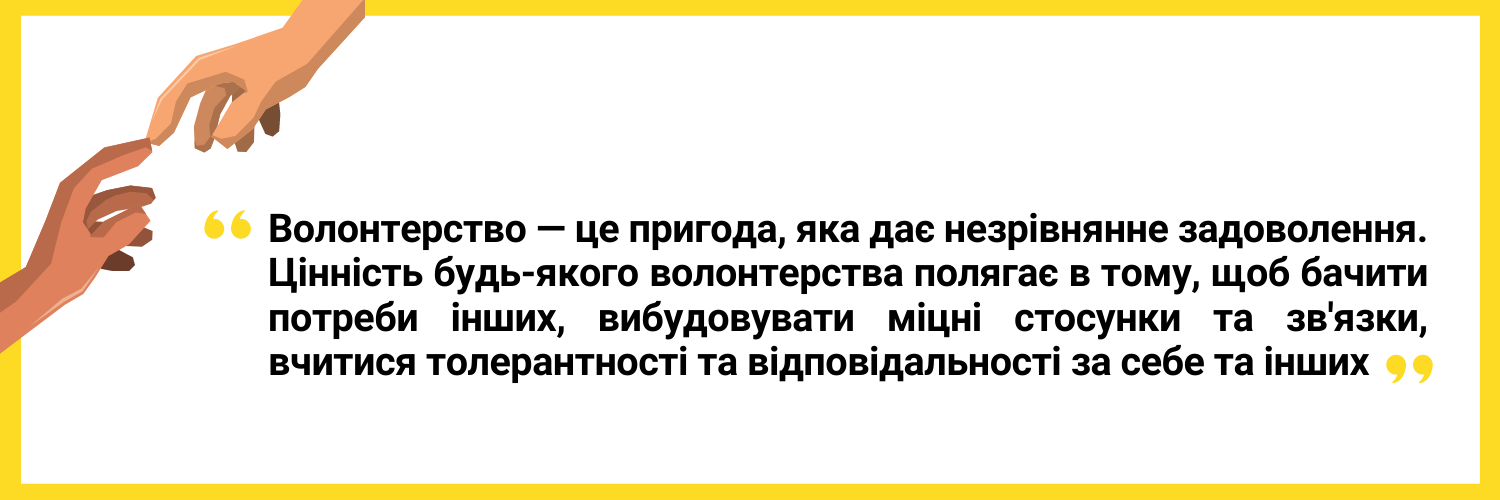 “ Волонтерство — це пригода, яка дає незрівнянне задоволення.
Цінність будь-якого волонтерства полягає в тому, щоб бачити
потреби інших, вибудовувати міцні стосунки та зв'язки,
вчитися толерантності та відповідальності за себе та інших ”